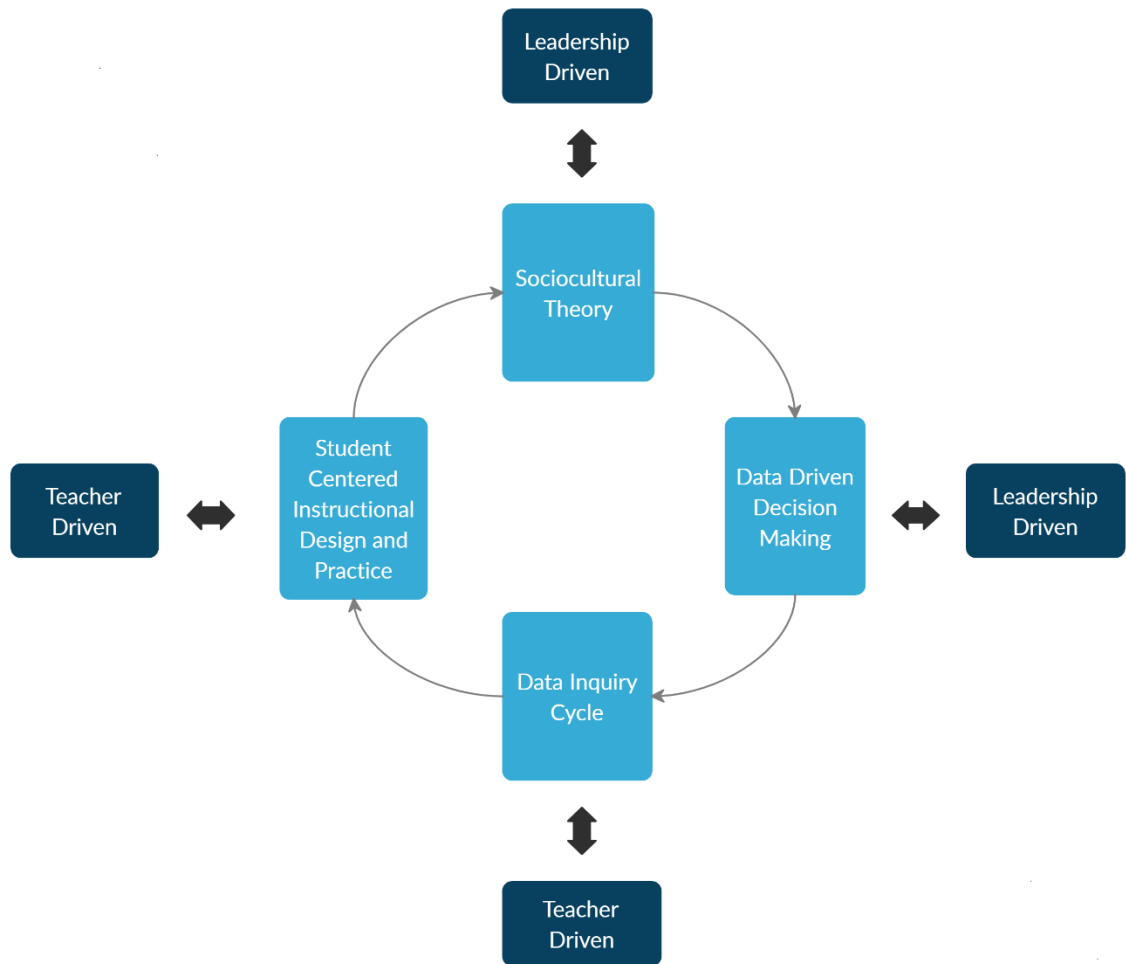 Leadership
Driven
Sociocultural
Theory
Student
Centered
Instructional
Design and
Practice
Data Driven
Decision
Making
Teacher
Driven
Leadership
Driven
Data Inquiry
Cycle
Teacher
Driven